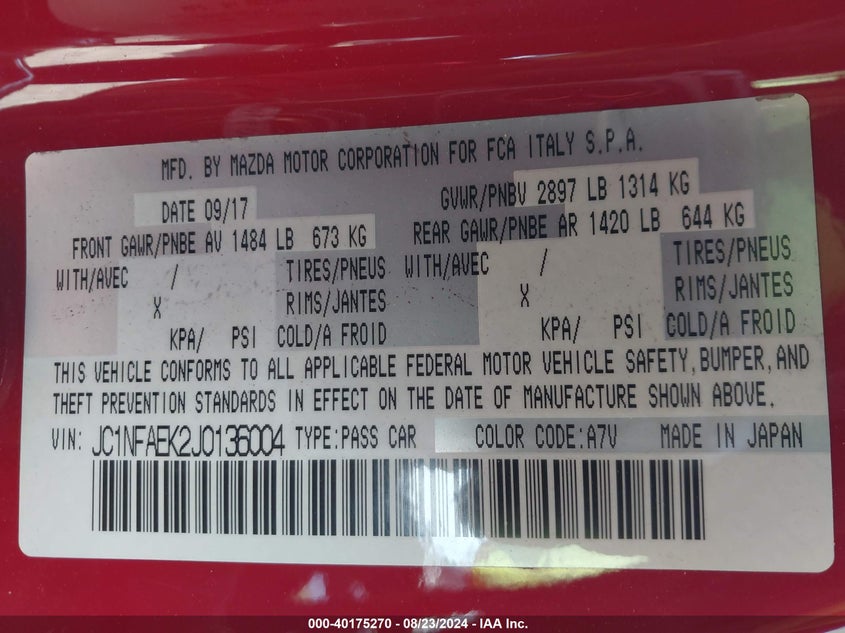 MFD. BY MAZDA MOTOR CORPORATION FOR FCA ITALY S.P.A.
DATE 09/17 GVWR/PNBV 2897 LB 1314 KG
FRONT GAWR/PNBE AV 1484 LB 673 KG REAR GAWR/PNBE AR 1420 LB 644 KG
WITH/AVEC / TIRES/PNEUS WITH/AVEC / TIRES/PNEUS
X RIMS/JANTES X RIMS/JANTES
KPA/ PSI COLD/A FROID KPA/ PSI COLD/A FROID
THIS VEHICLE CONFORMS TO ALL APPLICABLE FEDERAL MOTOR VEHICLE SAFETY, BUMPER, AND
THEFT PREVENTION STANDARDS IN EFFECT ON THE DATE OF MANUFACTURE SHOWN ABOVE.
VIN: JC1NFAEK2J0136004 TYPE:PASS CAR COLOR CODE:A7V MADE IN JAPAN
000-40175270 - 08/23/2024 - IAA Inc.